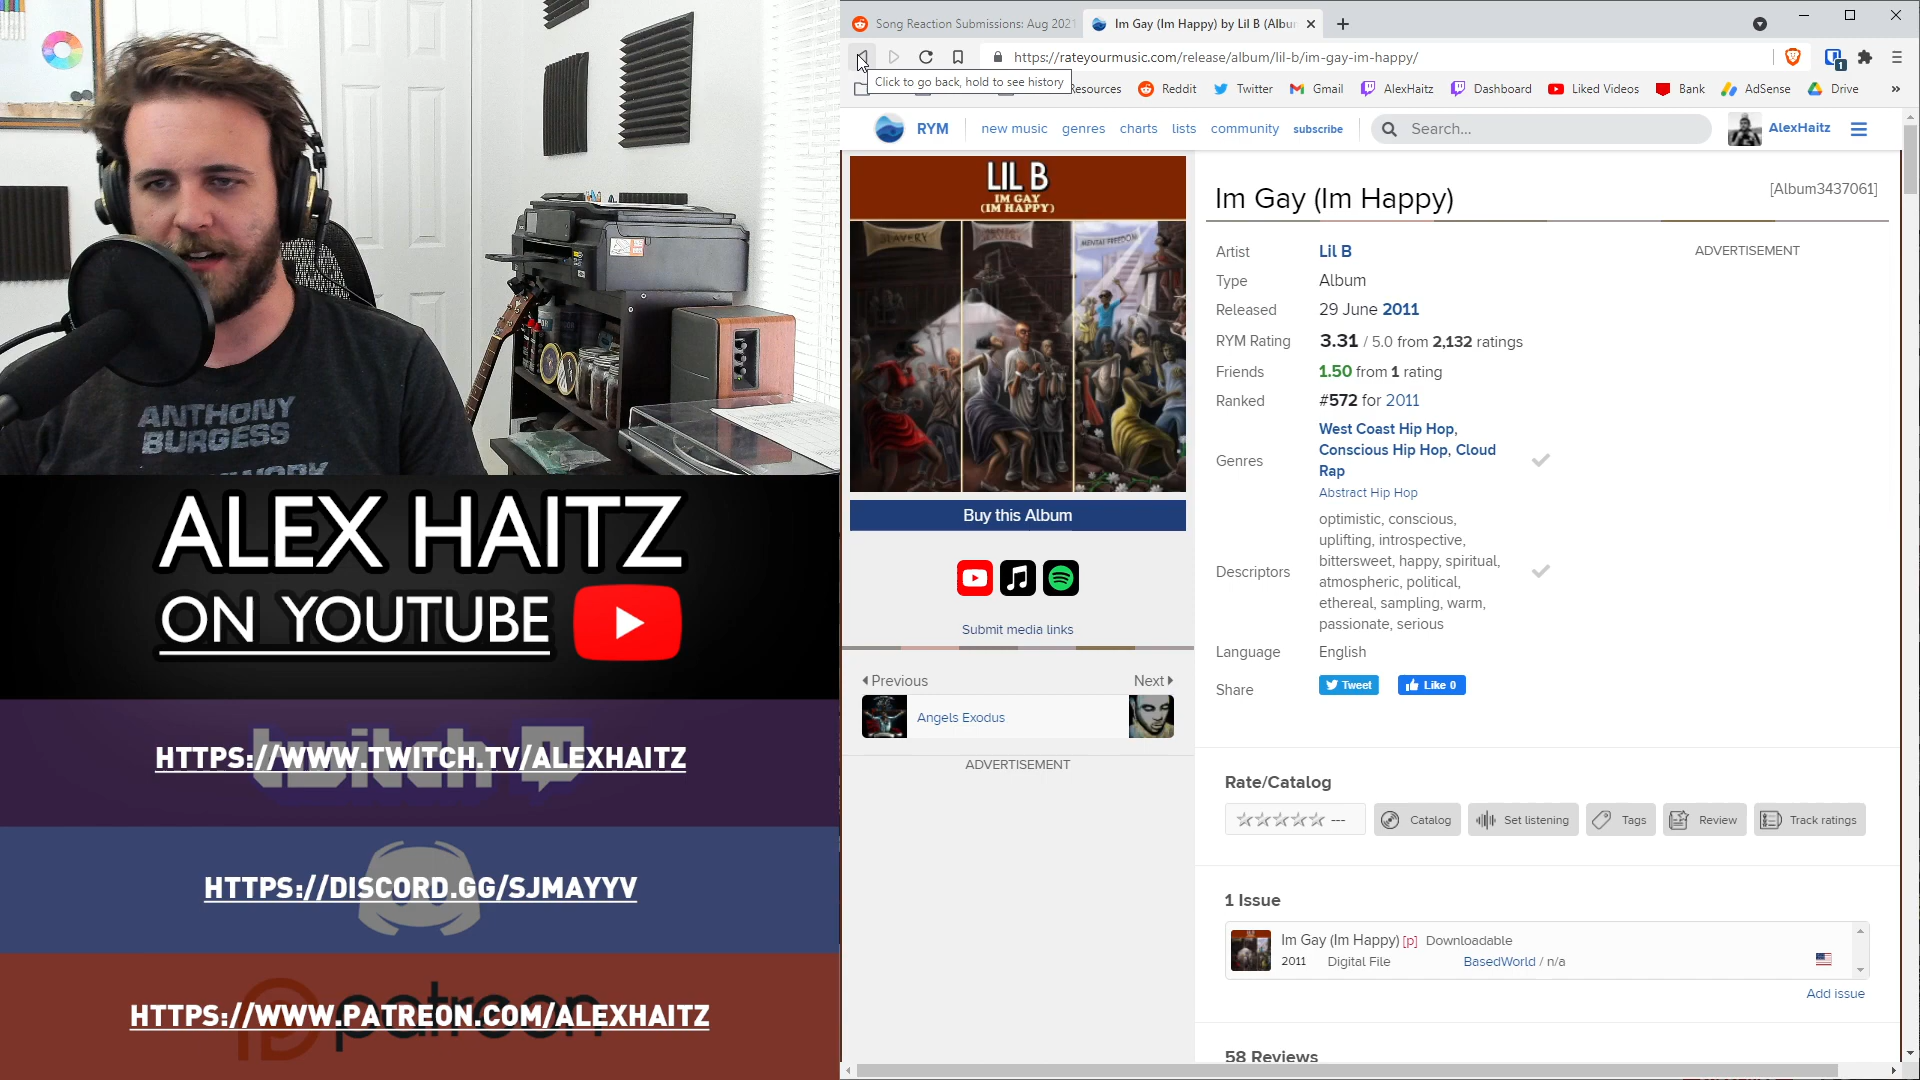 ANTHONY
BURGESS
ALEX HAITZ
ON YOUTUBE
twitch
HTTPS://WWW.TWITCH.TV/ALEXHAITZ
HTTPS://DISCORD.GG/SJMAYYV
patreon
HTTPS://WWW.PATREON.COM/ALEXHAITZ
Song Reaction Submissions: Aug 2021
Im Gay (Im Happy) by Lil B (Albu
https://rateyourmusic.com/release/album/lil-b/im-gay-im-happy/
1
Click to go back, hold to see history
Reddit
Twitter
Gmail
AlexHaitz
Dashboard
Liked Videos
Bank
AdSense
Drive
RYM
new music
genres
charts
lists
community
subscribe
Search...
AlexHaitz
LIL B
IM GAY
(IM HAPPY)
SLAVERY
MENTAL FREEDOM
Buy this Album
Submit media links
Previous
Next
Angels Exodus
ADVERTISEMENT
Im Gay (Im Happy)
[Album3437061]
Artist Lil B
ADVERTISEMENT
Type Album
Released 29 June 2011
RYM Rating 3.31 / 5.0 from 2,132 ratings
Friends 1.50 from 1 rating
Ranked #572 for 2011
Genres
West Coast Hip Hop,
Conscious Hip Hop, Cloud
Rap
Abstract Hip Hop
Descriptors
optimistic, conscious,
uplifting, introspective,
bittersweet, happy, spiritual,
atmospheric, political,
ethereal, sampling, warm,
passionate, serious
Language English
Share Tweet Like 0
Rate/Catalog
--- Catalog Set listening Tags Review Track ratings
1 Issue
Im Gay (Im Happy) [p] Downloadable
2011 Digital File BasedWorld / n/a
Add issue
58 Reviews